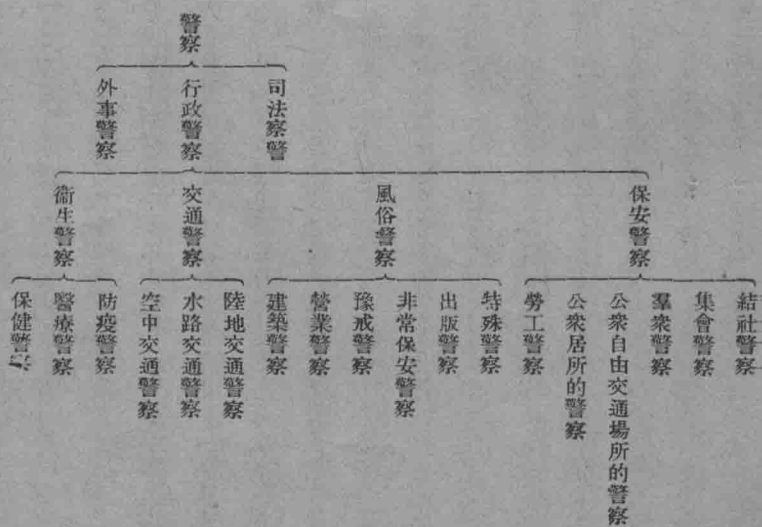 警察
司法察警
行政警察
外事警察
保安警察
風俗警察
交通警察
衞生警察
結社警察
集會警察
羣衆警察
公衆自由交通場所的警察
公衆居所的警察
勞工警察
特殊警察
出版警察
非常保安警察
豫戒警察
營業警察
建築警察
陸地交通警察
水路交通警察
空中交通警察
防疫警察
醫療警察
保健警察